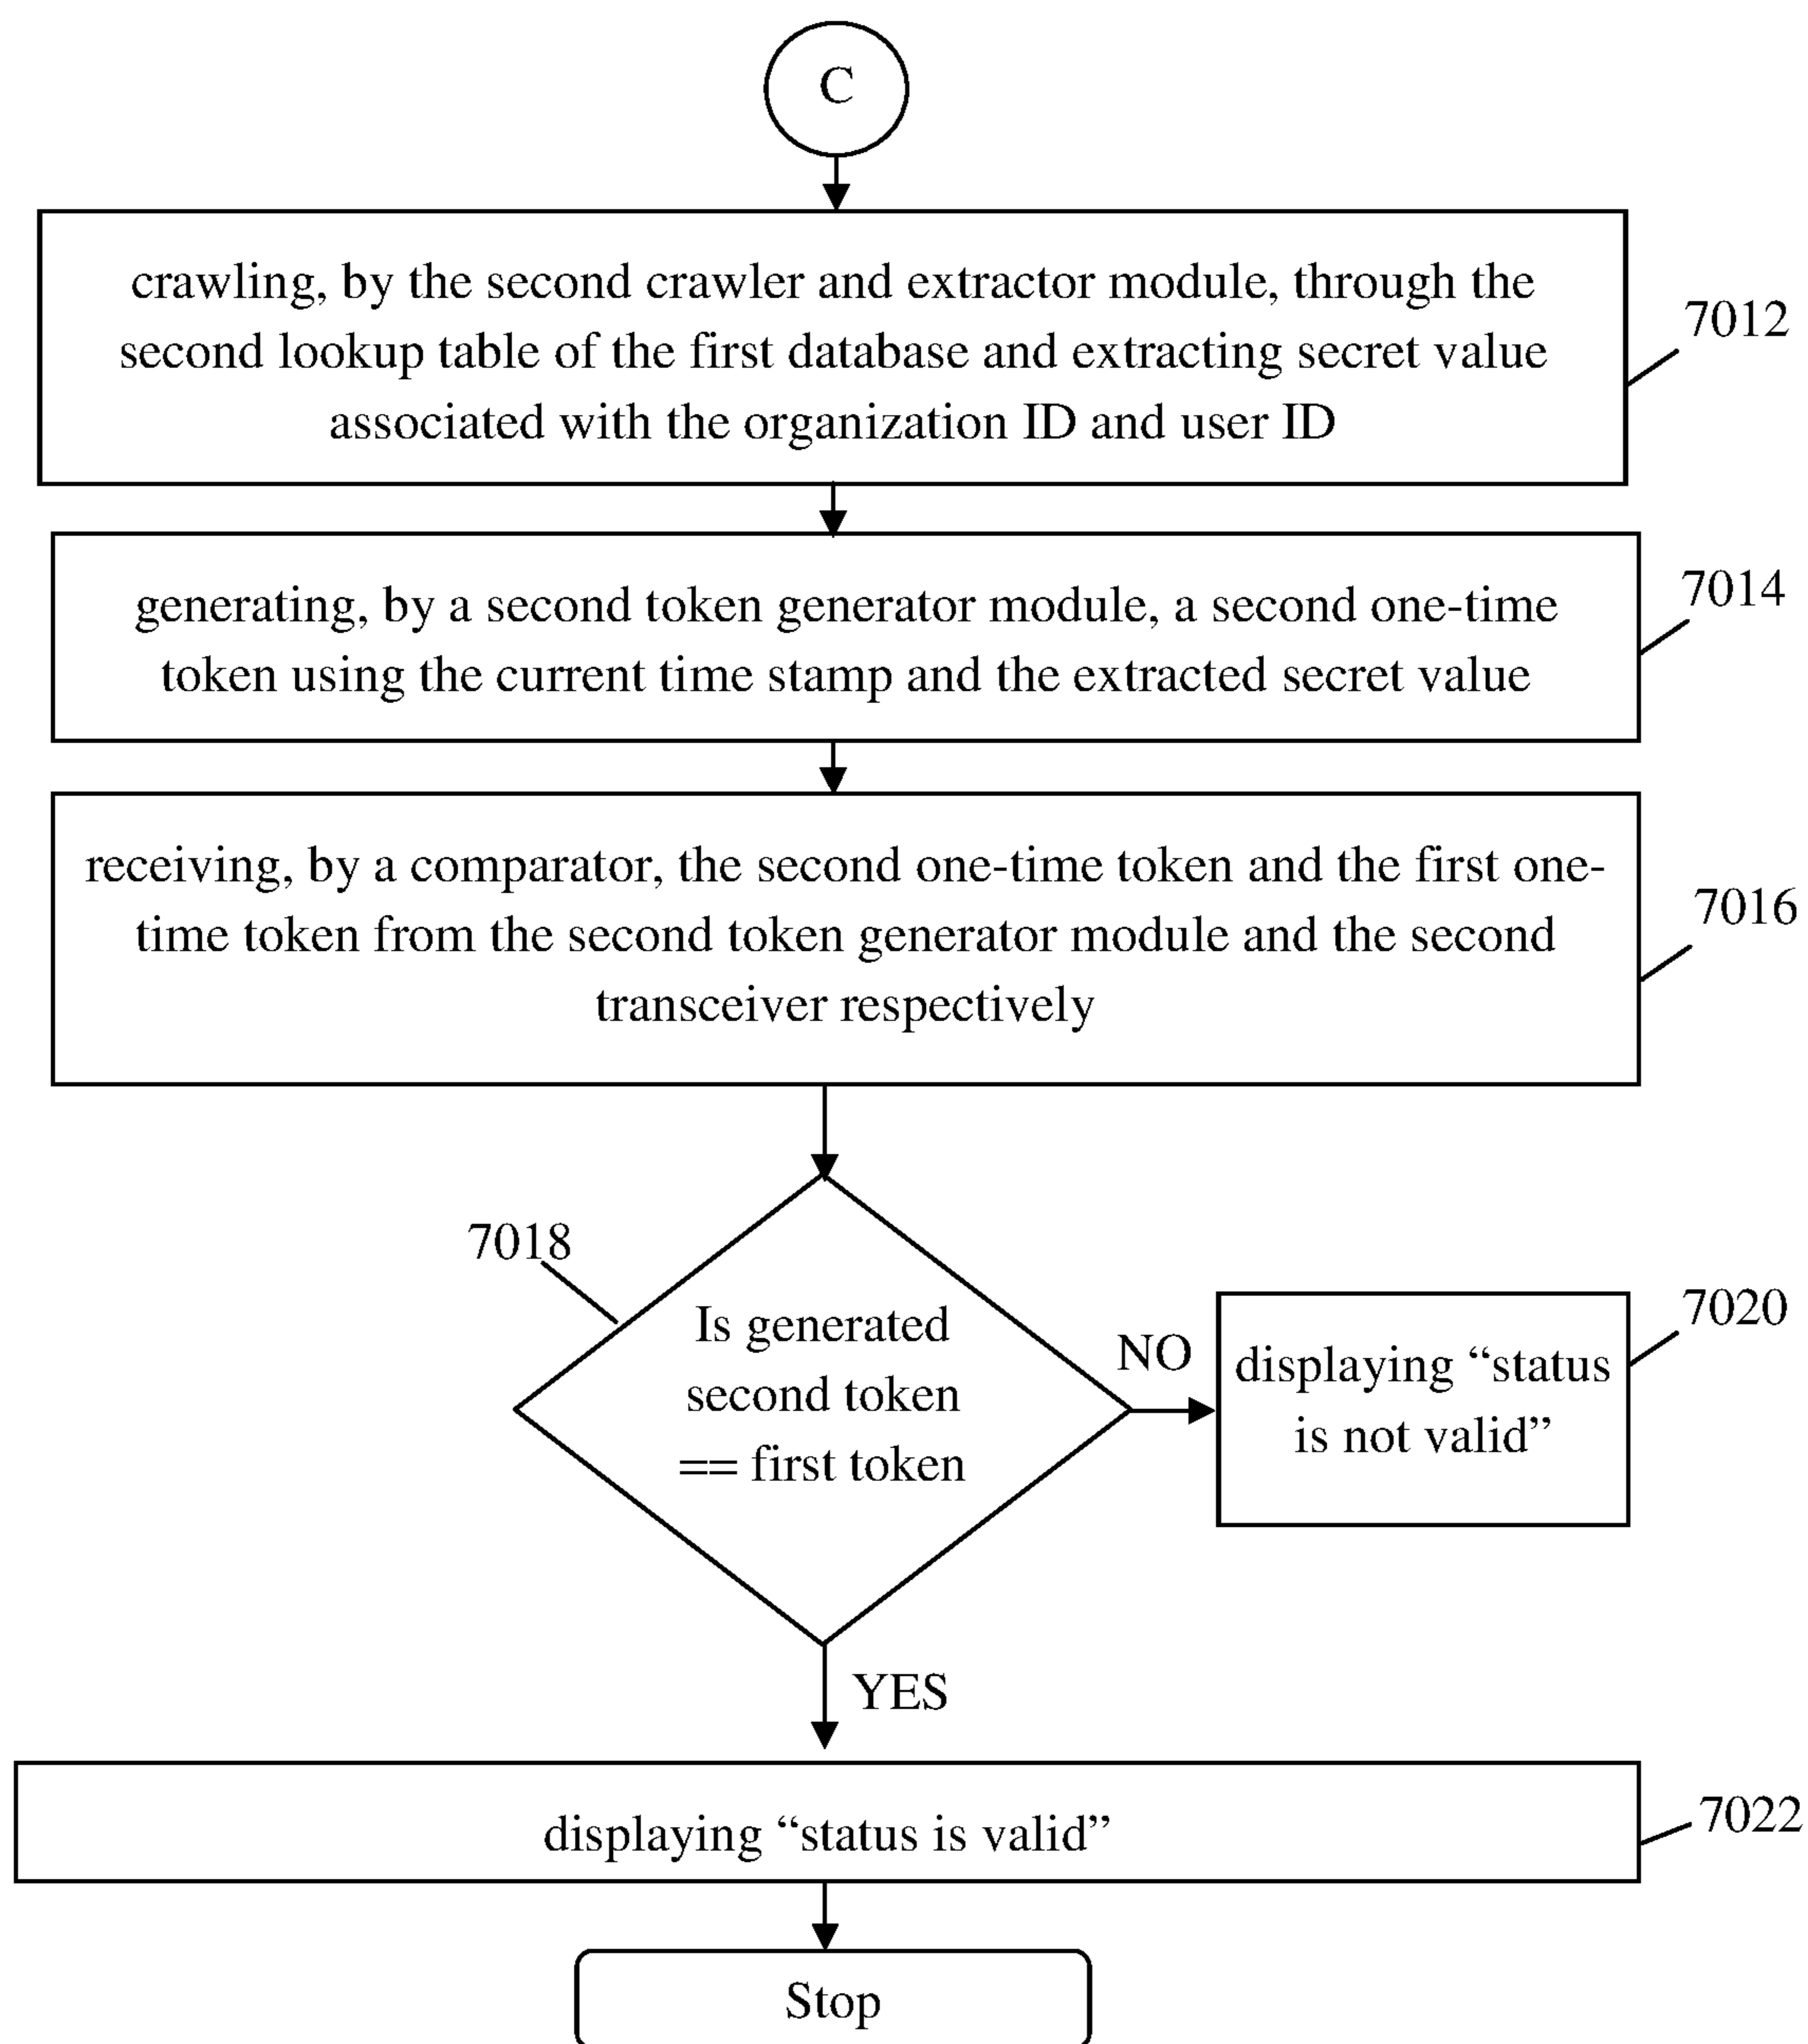 C
crawling, by the second crawler and extractor module, through the
second lookup table of the first database and extracting secret value
associated with the organization ID and user ID
7012
generating, by a second token generator module, a second one-time
token using the current time stamp and the extracted secret value
7014
receiving, by a comparator, the second one-time token and the first one-
time token from the second token generator module and the second
transceiver respectively
7016
7018
Is generated
second token
== first token
NO
displaying “status
is not valid”
7020
YES
displaying “status is valid”
7022
Stop